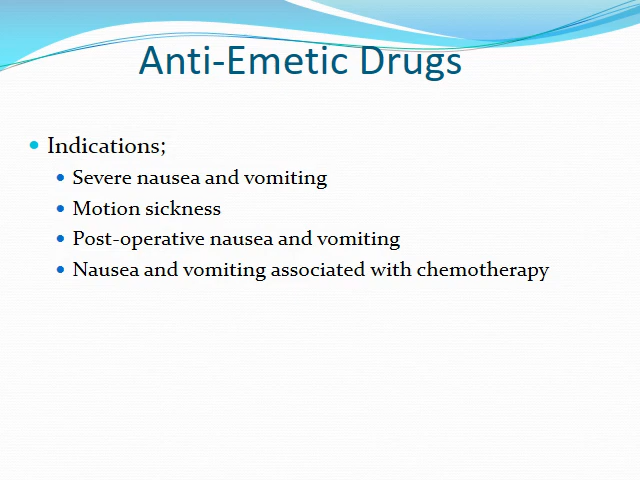 Anti-Emetic Drugs
Indications;
Severe nausea and vomiting
Motion sickness
Post-operative nausea and vomiting
Nausea and vomiting associated with chemotherapy